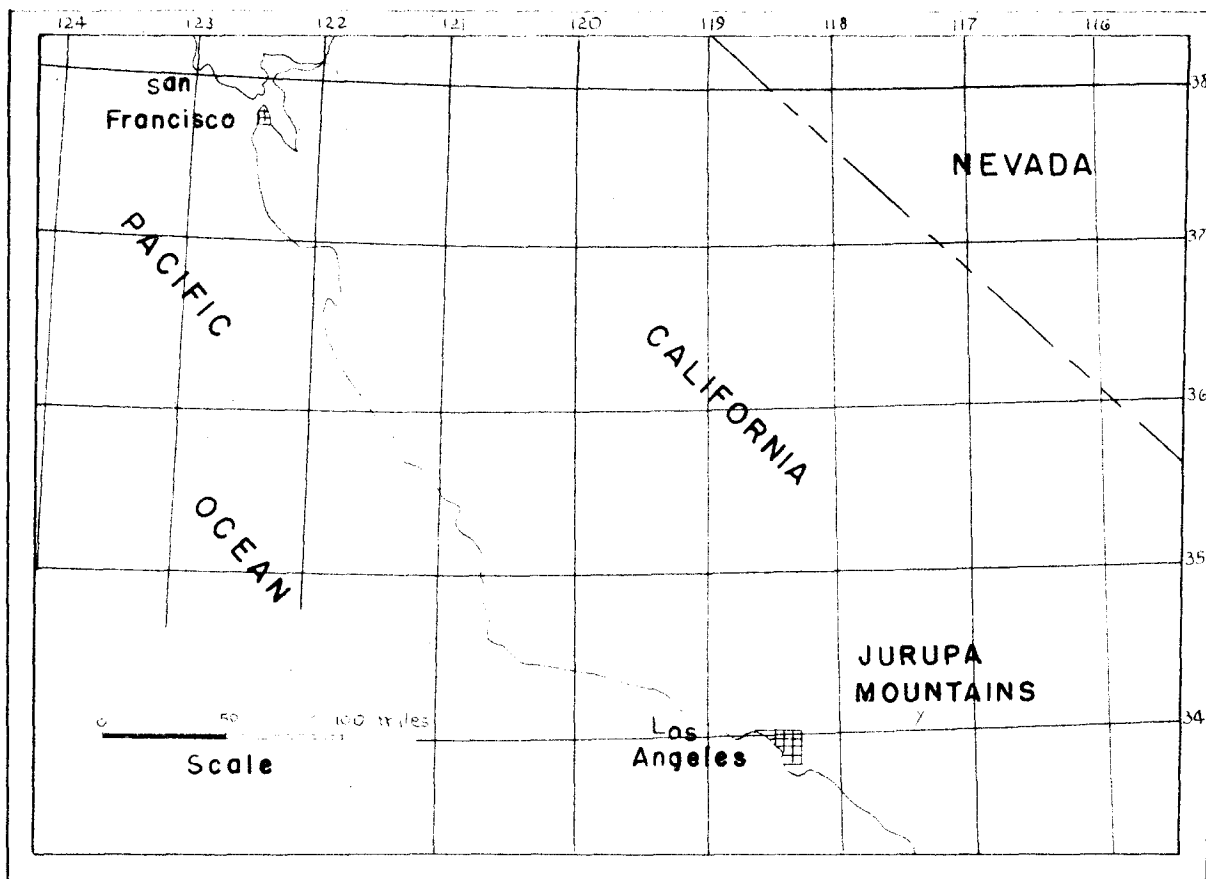 124 123 122 121 120 119 118 117 116
38
San
Francisco
NEVADA
37
PACIFIC
CALIFORNIA
36
OCEAN
35
JURUPA
MOUNTAINS
X
34
0 50 100 miles
Scale
Los
Angeles